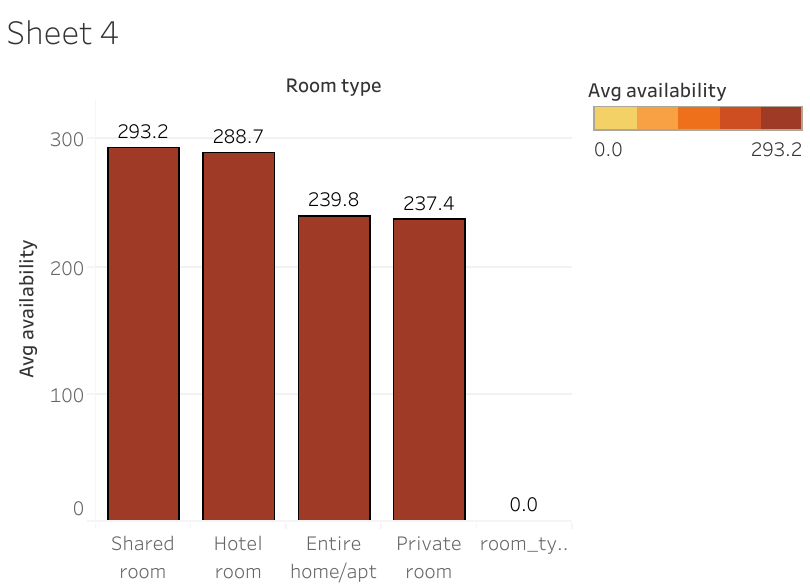 Sheet 4
Room type
Avg availability
0.0 293.2
Avg availability
300
200
100
0
293.2
288.7
239.8
237.4
0.0
Shared
room
Hotel
room
Entire
home/apt
Private
room
room_ty..